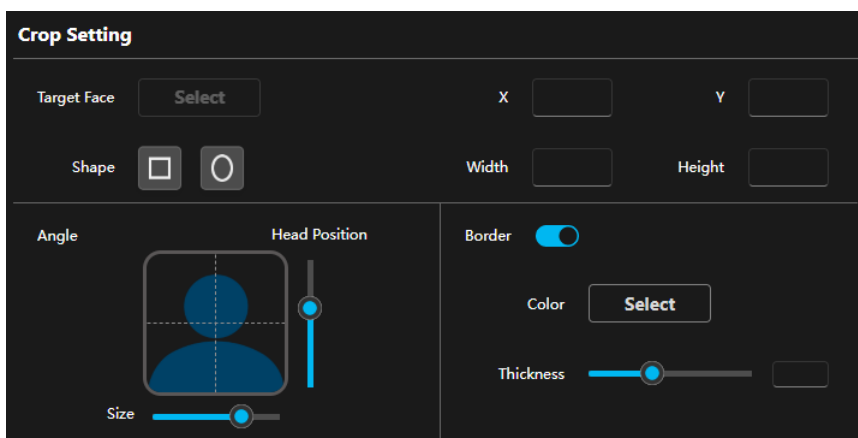 Crop Setting
Target Face Select X Y
Shape Width Height
Angle Head Position Border
Color Select
Thickness
Size